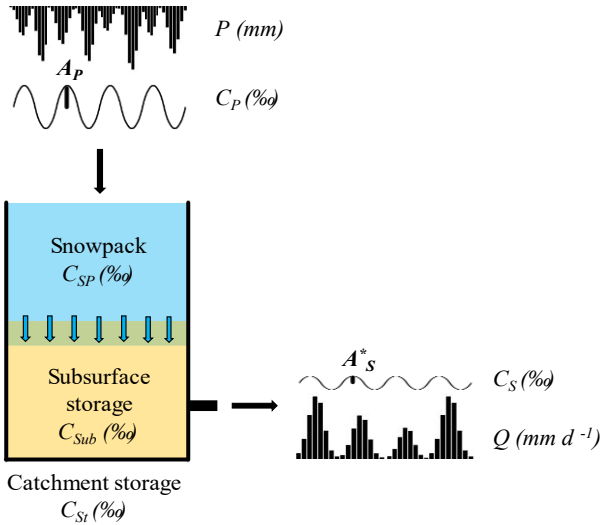 P (mm)
A_P
C_P (‰)
Snowpack
C_SP (‰)
Subsurface
storage
C_Sub (‰)
A*_S
C_S (‰)
Q (mm d ⁻¹)
Catchment storage
C_St (‰)